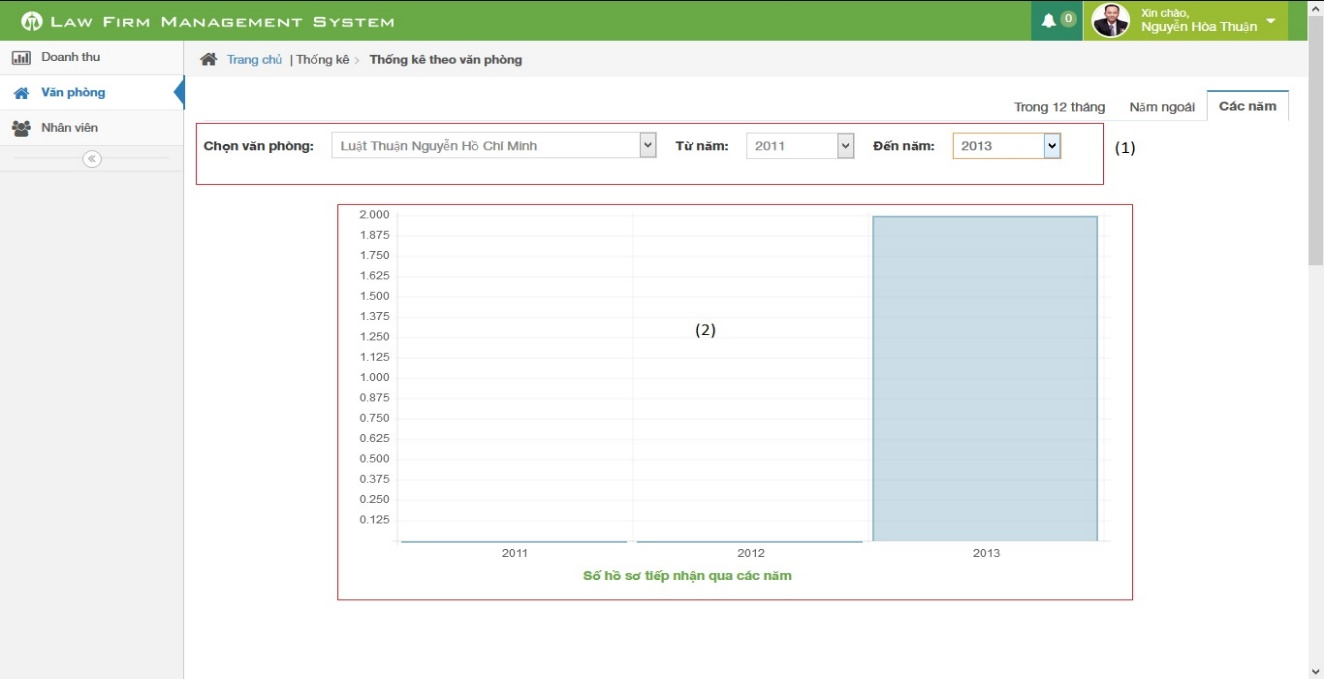 LAW FIRM MANAGEMENT SYSTEM
0
Xin chào,
Nguyễn Hòa Thuận
Doanh thu
Văn phòng
Nhân viên
Trang chủ | Thống kê > Thống kê theo văn phòng
Trong 12 tháng Năm ngoái Các năm
Chọn văn phòng: Luật Thuận Nguyễn Hồ Chí Minh Từ năm: 2011 Đến năm: 2013 (1)
2.000
1.875
1.750
1.625
1.500
1.375
(2)
1.250
1.125
1.000
0.875
0.750
0.625
0.500
0.375
0.250
0.125
2011 2012 2013
Số hồ sơ tiếp nhận qua các năm